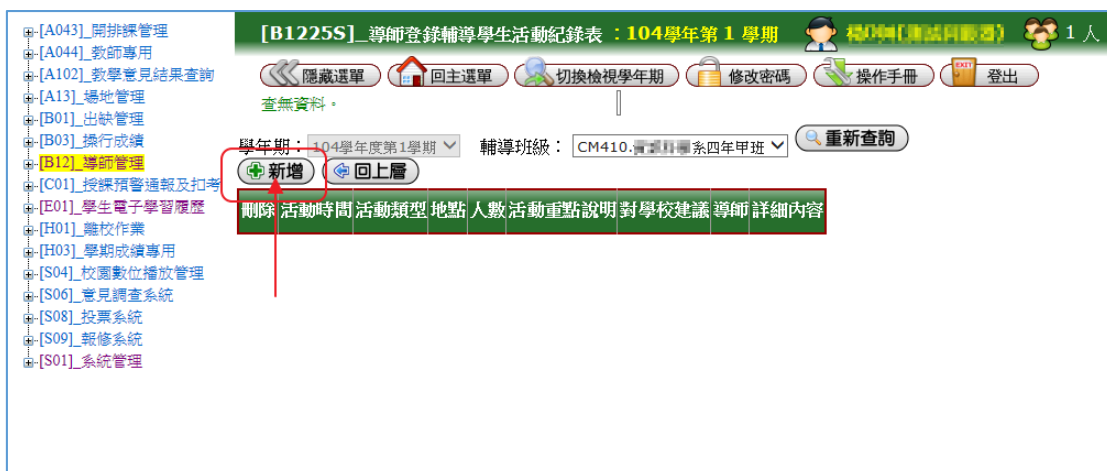 [A043]_開排課管理
[A044]_教師專用
[A102]_教學意見結果查詢
[A13]_場地管理
[B01]_出缺管理
[B03]_操行成績
[B12]_導師管理
[C01]_授課預警通報及扣考
[E01]_學生電子學習履歷
[H01]_離校作業
[H03]_學期成績專用
[S04]_校園數位播放管理
[S06]_意見調查系統
[S08]_投票系統
[S09]_報修系統
[S01]_系統管理
[B1225S]_導師登錄輔導學生活動紀錄表 : 104學年第 1 學期 1 人
隱藏選單 回主選單 切換檢視學年期 修改密碼 操作手冊 EXIT 登出
查無資料。
學年期: 104學年度第1學期 輔導班級: CM410. 系四年甲班 重新查詢
新增 回上層
刪除 活動時間 活動類型 地點 人數 活動重點說明 對學校建議 導師 詳細內容